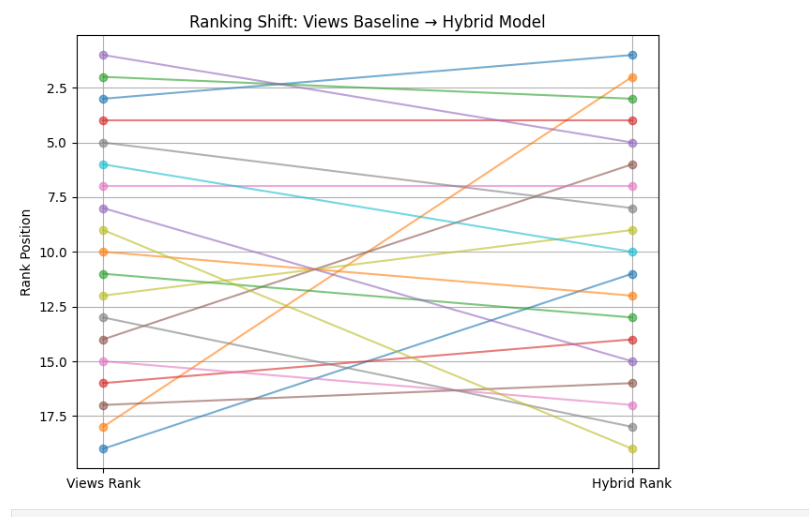 Ranking Shift: Views Baseline → Hybrid Model
Rank Position
2.5
5.0
7.5
10.0
12.5
15.0
17.5
Views Rank
Hybrid Rank